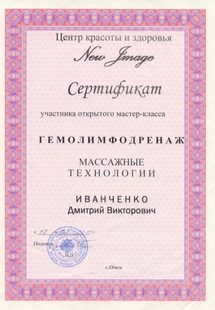 Центр красоты и здоровья
New Image
Сертификат
участника открытого мастер-класса
ГЕМОЛИМФОДРЕНАЖ
МАССАЖНЫЕ
ТЕХНОЛОГИИ
ИВАНЧЕНКО
Дмитрий Викторович
г.Омск